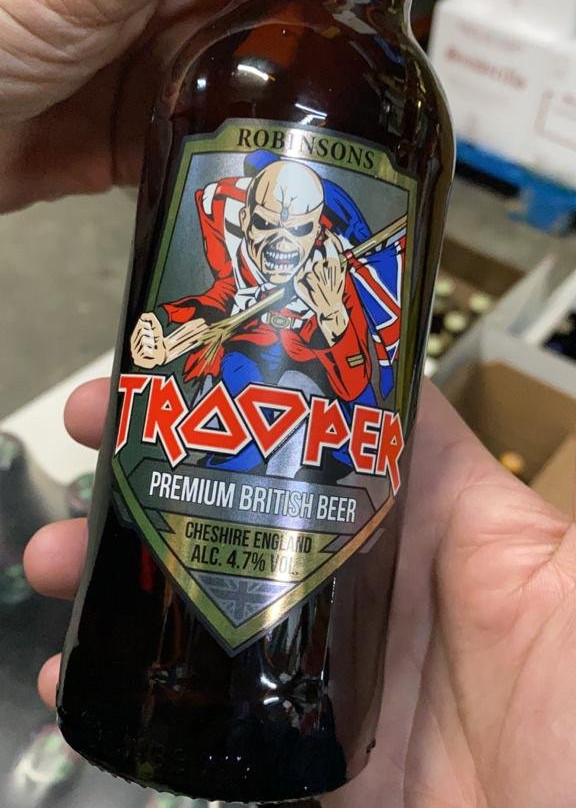 ROBINSONS
TROOPER
PREMIUM BRITISH BEER
CHESHIRE ENGLAND
ALC. 4.7% VOL